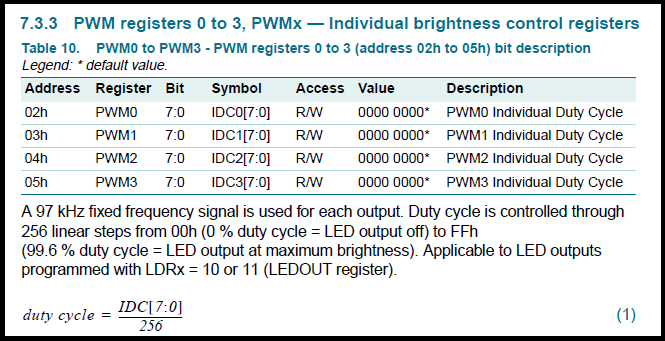 7.3.3 PWM registers 0 to 3, PWMx — Individual brightness control registers
Table 10. PWM0 to PWM3 - PWM registers 0 to 3 (address 02h to 05h) bit description
Legend: * default value.
Address Register Bit Symbol Access Value Description
02h PWM0 7:0 IDC0[7:0] R/W 0000 0000* PWM0 Individual Duty Cycle
03h PWM1 7:0 IDC1[7:0] R/W 0000 0000* PWM1 Individual Duty Cycle
04h PWM2 7:0 IDC2[7:0] R/W 0000 0000* PWM2 Individual Duty Cycle
05h PWM3 7:0 IDC3[7:0] R/W 0000 0000* PWM3 Individual Duty Cycle
A 97 kHz fixed frequency signal is used for each output. Duty cycle is controlled through
256 linear steps from 00h (0 % duty cycle = LED output off) to FFh
(99.6 % duty cycle = LED output at maximum brightness). Applicable to LED outputs
programmed with LDRx = 10 or 11 (LEDOUT register).
duty cycle = IDC[7:0] / 256 (1)